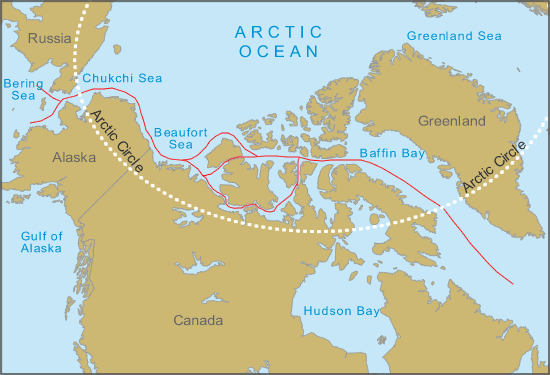 ARCTIC
OCEAN
Greenland Sea
Russia
Bering
Sea
Chukchi Sea
Arctic Circle
Beaufort
Sea
Greenland
Alaska
Baffin Bay
Arctic Circle
Gulf of
Alaska
Canada
Hudson Bay